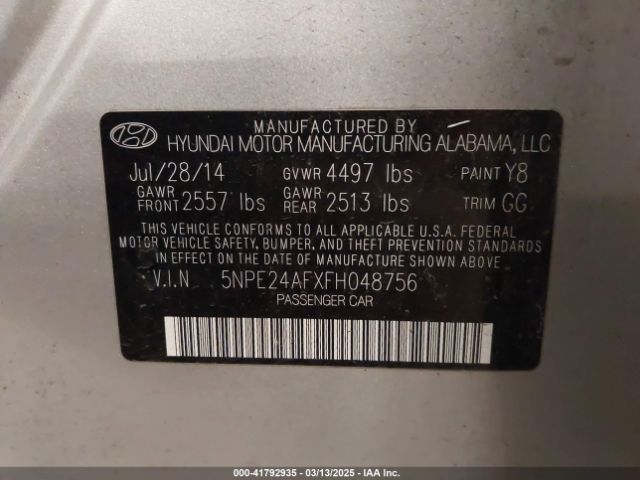 MANUFACTURED BY
HYUNDAI MOTOR MANUFACTURING ALABAMA, LLC
Jul/28/14 GVWR 4497 lbs PAINT Y8
GAWR FRONT 2557 lbs GAWR REAR 2513 lbs TRIM GG
THIS VEHICLE CONFORMS TO ALL APPLICABLE U.S.A. FEDERAL
MOTOR VEHICLE SAFETY, BUMPER, AND THEFT PREVENTION
STANDARDS IN EFFECT ON THE DATE OF MANUFACTURE SHOWN ABOVE.
V.I.N 5NPE24AFXFH048756
PASSENGER CAR
000-41792935 - 03/13/2025 - IAAI.COM